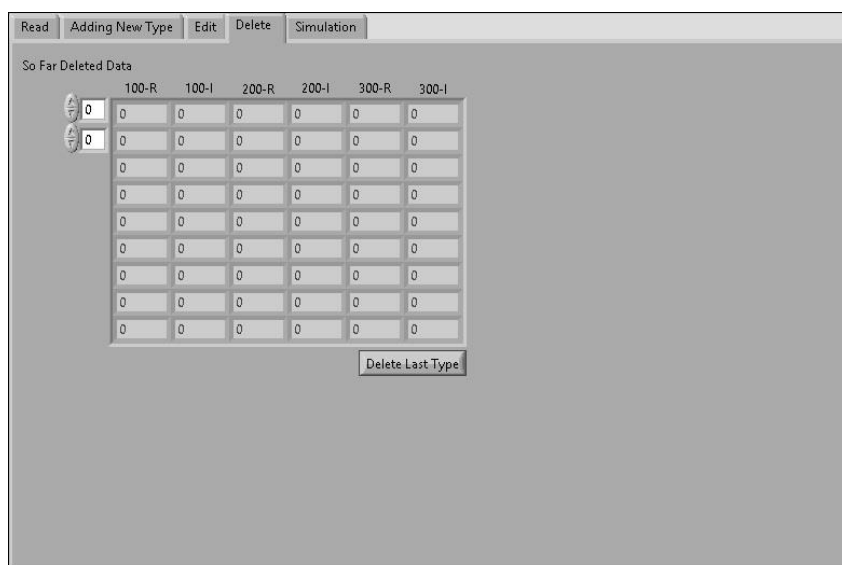 Read Adding New Type Edit Delete Simulation
So Far Deleted Data
100-R 100-I 200-R 200-I 300-R 300-I
0 0 0 0 0 0 0
0 0 0 0 0 0 0
0 0 0 0 0 0
0 0 0 0 0 0
0 0 0 0 0 0
0 0 0 0 0 0
0 0 0 0 0 0
0 0 0 0 0 0
0 0 0 0 0 0
Delete Last Type